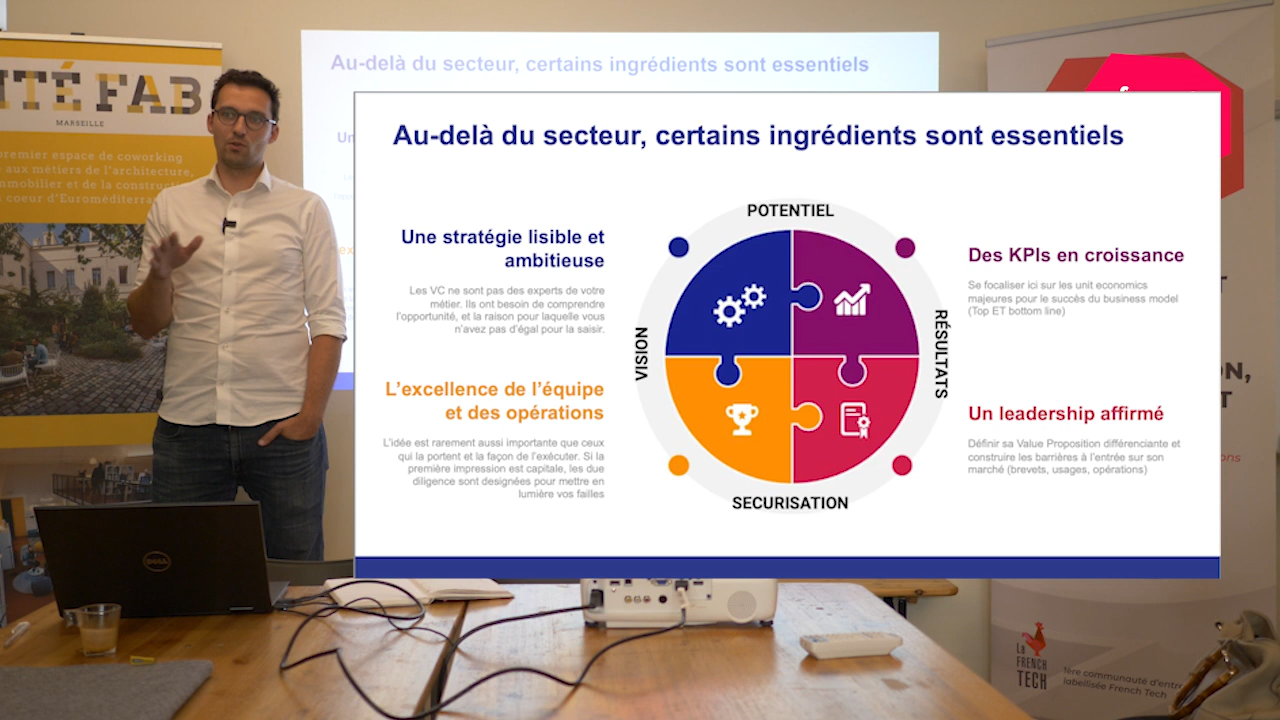 ITÉ FAB
MARSEILLE
premier espace de coworking
aux métiers de l'architecture,
immobilier et de la construction
coeur d'Euroméditerra
Au-delà du secteur, certains ingrédients sont essentiels
Un
Au-delà du secteur, certains ingrédients sont essentiels
Une stratégie lisible et
ambitieuse
Les VC ne sont pas des experts de votre
métier. Ils ont besoin de comprendre
l'opportunité, et la raison pour laquelle vous
n'avez pas d'égal pour la saisir.
L'excellence de l'équipe
et des opérations
L'idée est rarement aussi importante que ceux
qui la portent et la façon de l'exécuter. Si la
première impression est capitale, les due
diligence sont designées pour mettre en
lumière vos failles
POTENTIEL
VISION
RÉSULTATS
SECURISATION
Des KPIs en croissance
Se focaliser ici sur les unit economics
majeures pour le succès du business model
(Top ET bottom line)
Un leadership affirmé
Définir sa Value Proposition différenciante et
construire les barrières à l'entrée sur son
marché (brevets, usages, opérations)
DELL
La
FRENCH
TECH
1ère communauté d'entre
labellisée French Tech